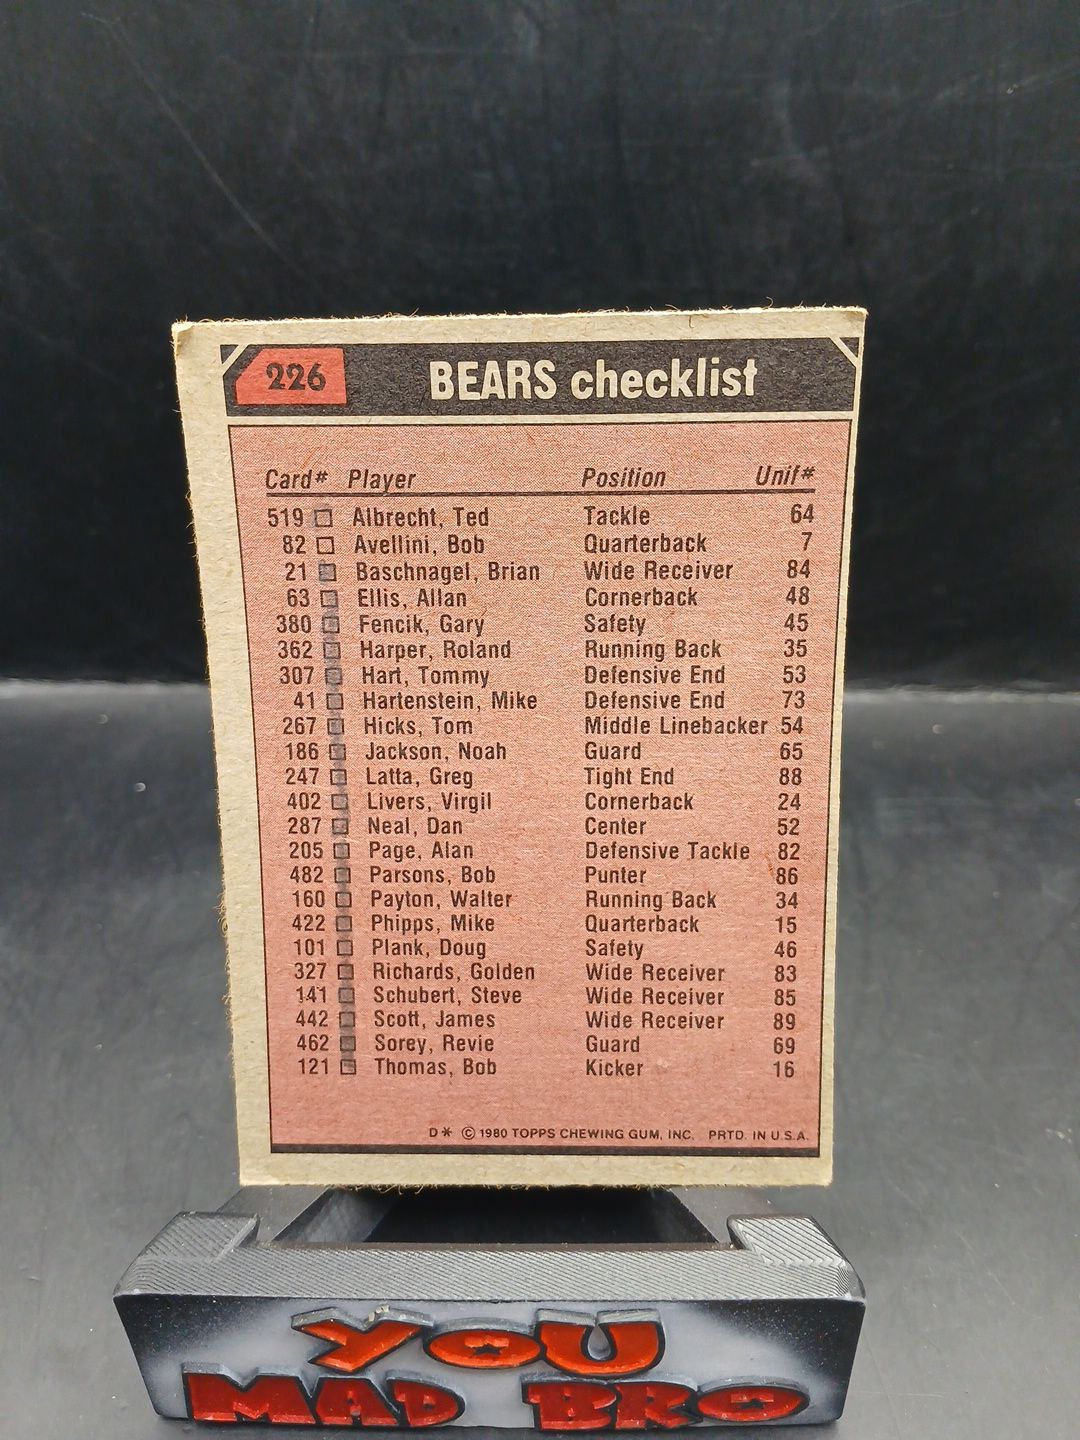 226 BEARS checklist
Card# Player Position Unif#
519 Albrecht, Ted Tackle 64
82 Avellini, Bob Quarterback 7
21 Baschnagel, Brian Wide Receiver 84
63 Ellis, Allan Cornerback 48
380 Fencik, Gary Safety 45
362 Harper, Roland Running Back 35
307 Hart, Tommy Defensive End 53
41 Hartenstein, Mike Defensive End 73
267 Hicks, Tom Middle Linebacker 54
186 Jackson, Noah Guard 65
247 Latta, Greg Tight End 88
402 Livers, Virgil Cornerback 24
287 Neal, Dan Center 52
205 Page, Alan Defensive Tackle 82
482 Parsons, Bob Punter 86
160 Payton, Walter Running Back 34
422 Phipps, Mike Quarterback 15
101 Plank, Doug Safety 46
327 Richards, Golden Wide Receiver 83
141 Schubert, Steve Wide Receiver 85
442 Scott, James Wide Receiver 89
462 Sorey, Revie Guard 69
121 Thomas, Bob Kicker 16
D* © 1980 TOPPS CHEWING GUM, INC. PRTD. IN U.S.A.
YOU
MAD BRO